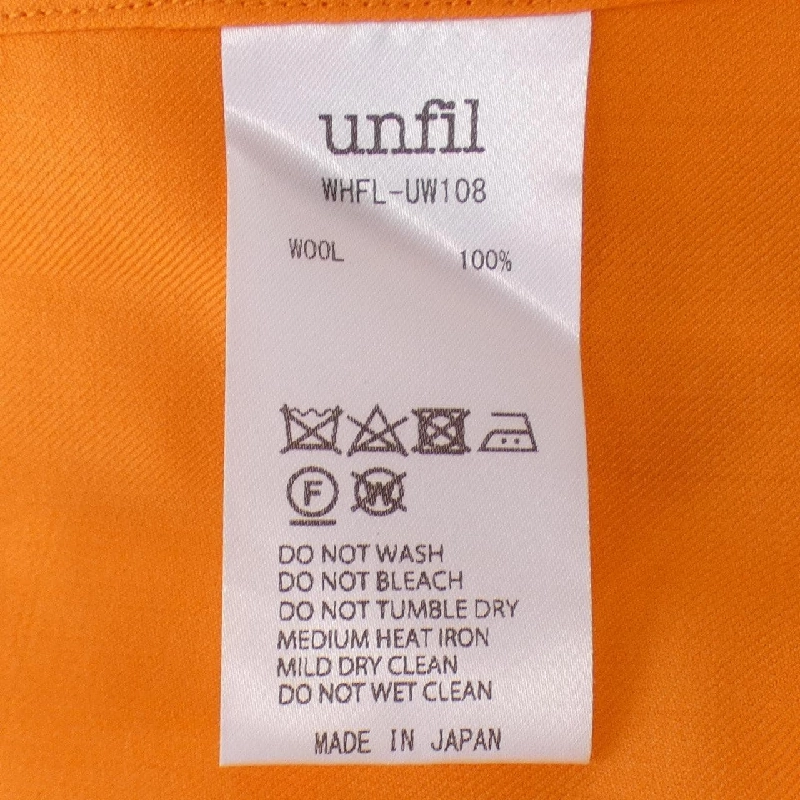 unfil
WHFL-UW108
WOOL 100%
F W
DO NOT WASH
DO NOT BLEACH
DO NOT TUMBLE DRY
MEDIUM HEAT IRON
MILD DRY CLEAN
DO NOT WET CLEAN
MADE IN JAPAN